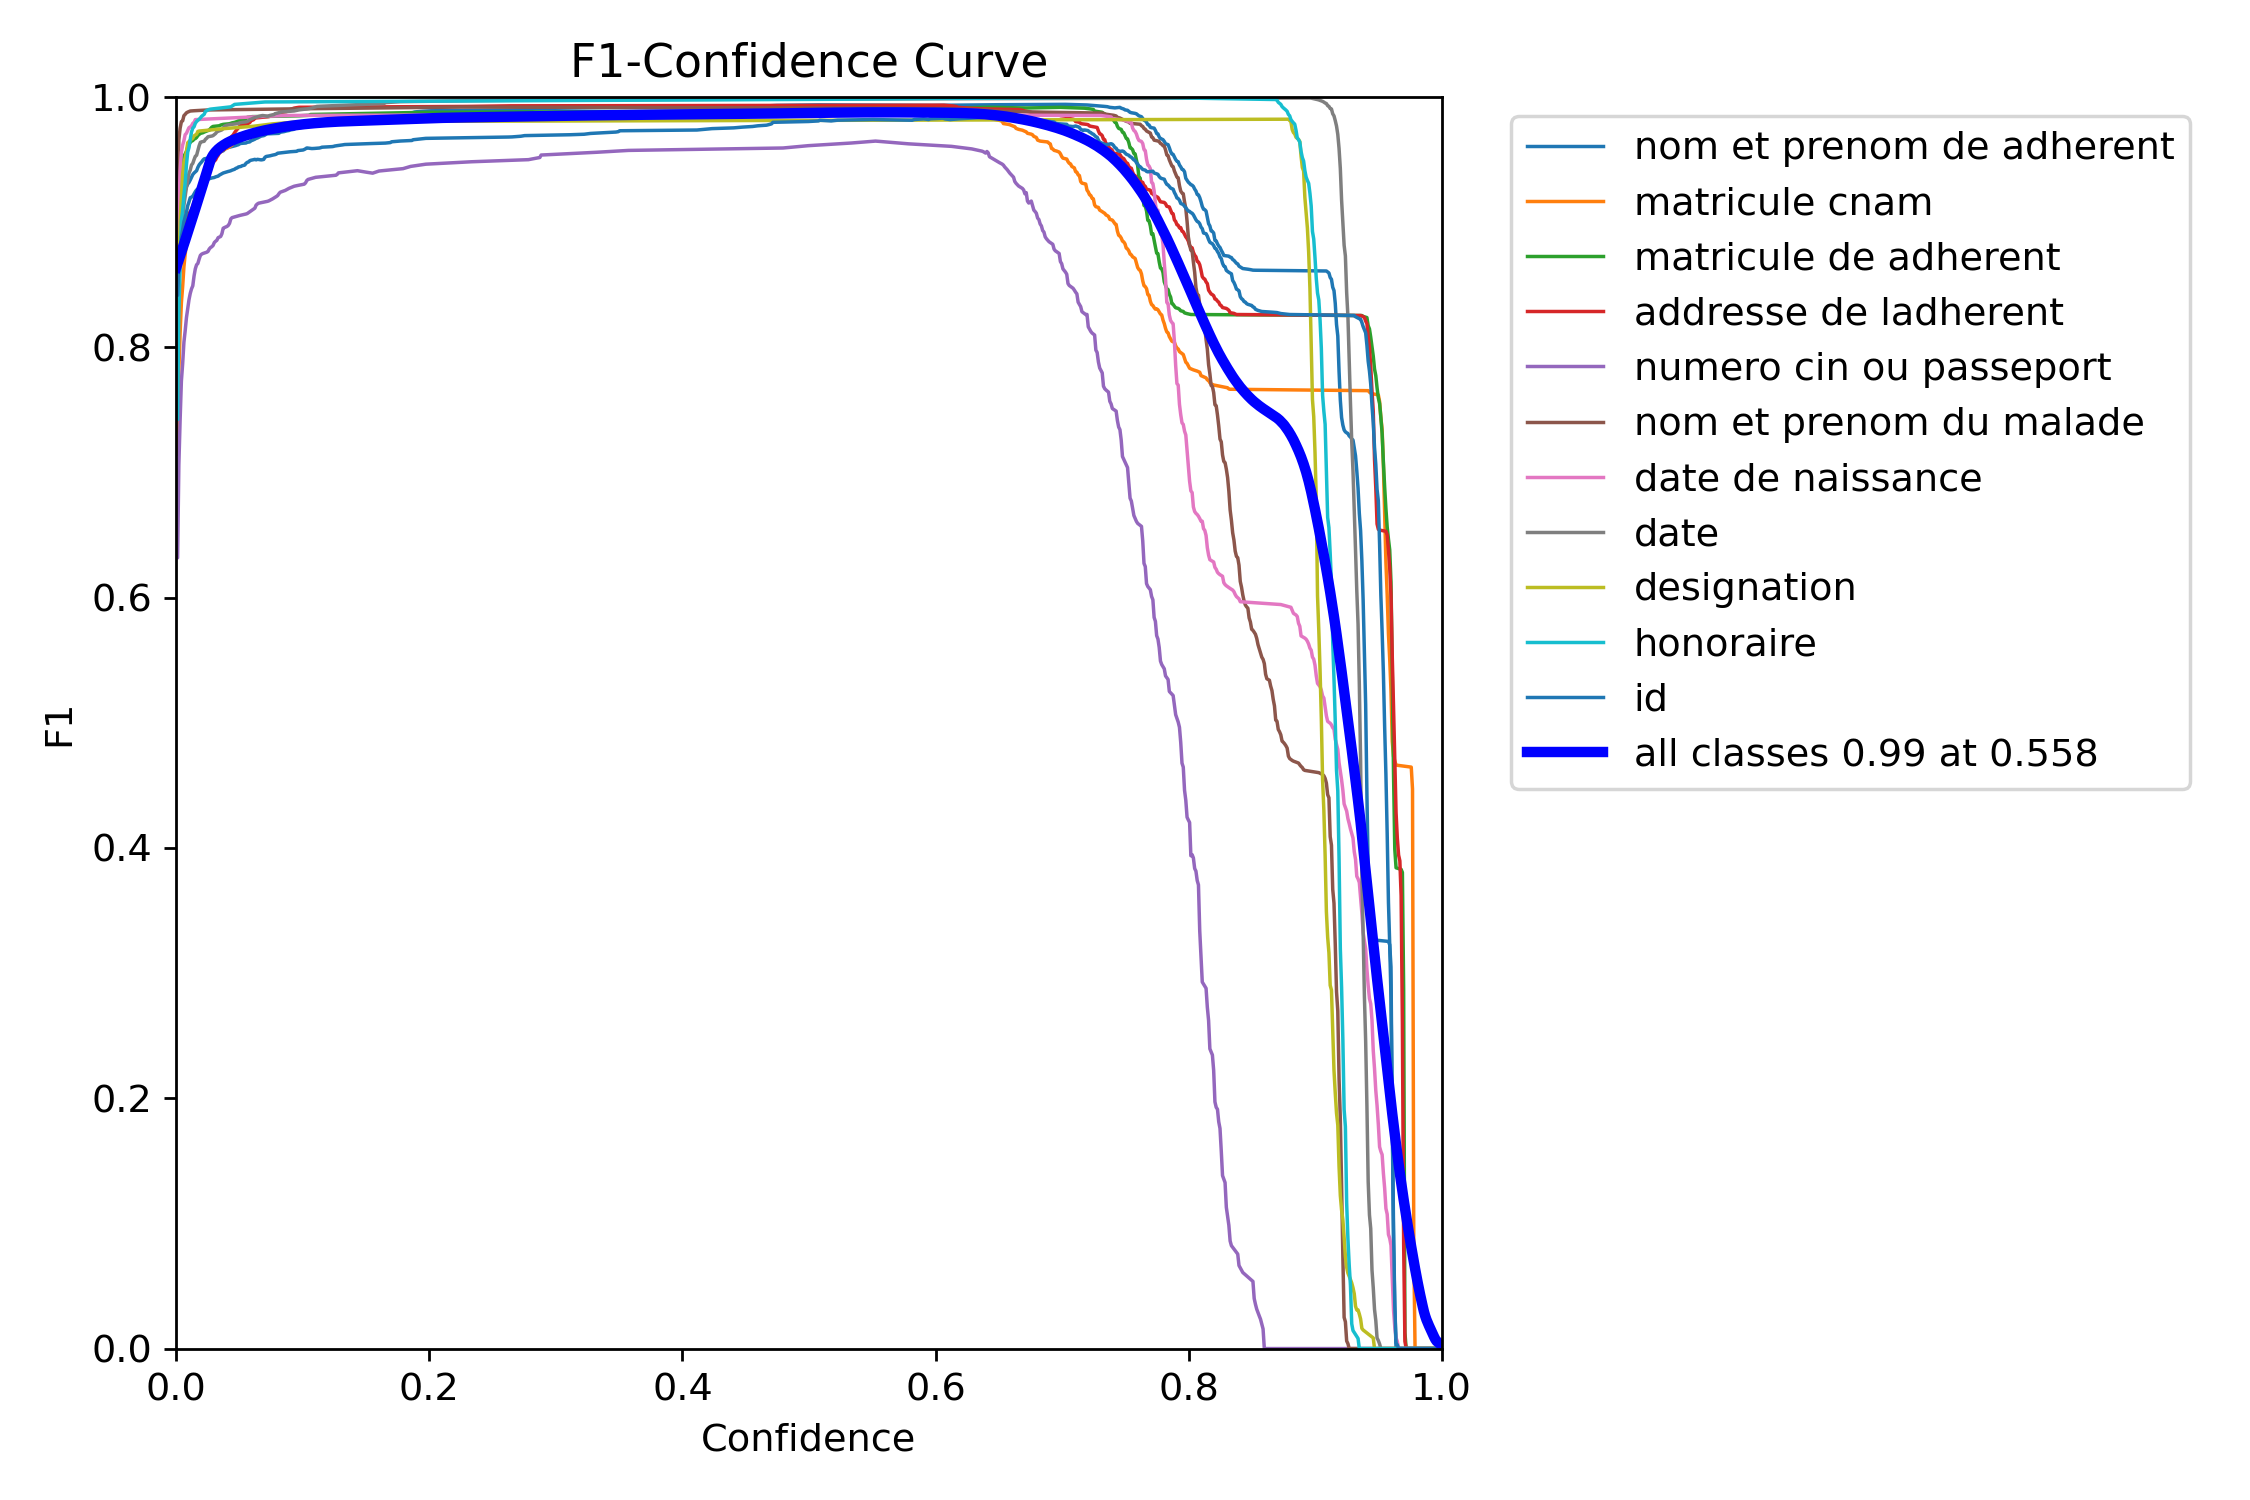 F1-Confidence Curve
1.0
0.8
0.6
0.4
0.2
0.0
F1
0.0 0.2 0.4 0.6 0.8 1.0
Confidence
nom et prenom de adherent
matricule cnam
matricule de adherent
addresse de ladherent
numero cin ou passeport
nom et prenom du malade
date de naissance
date
designation
honoraire
id
all classes 0.99 at 0.558